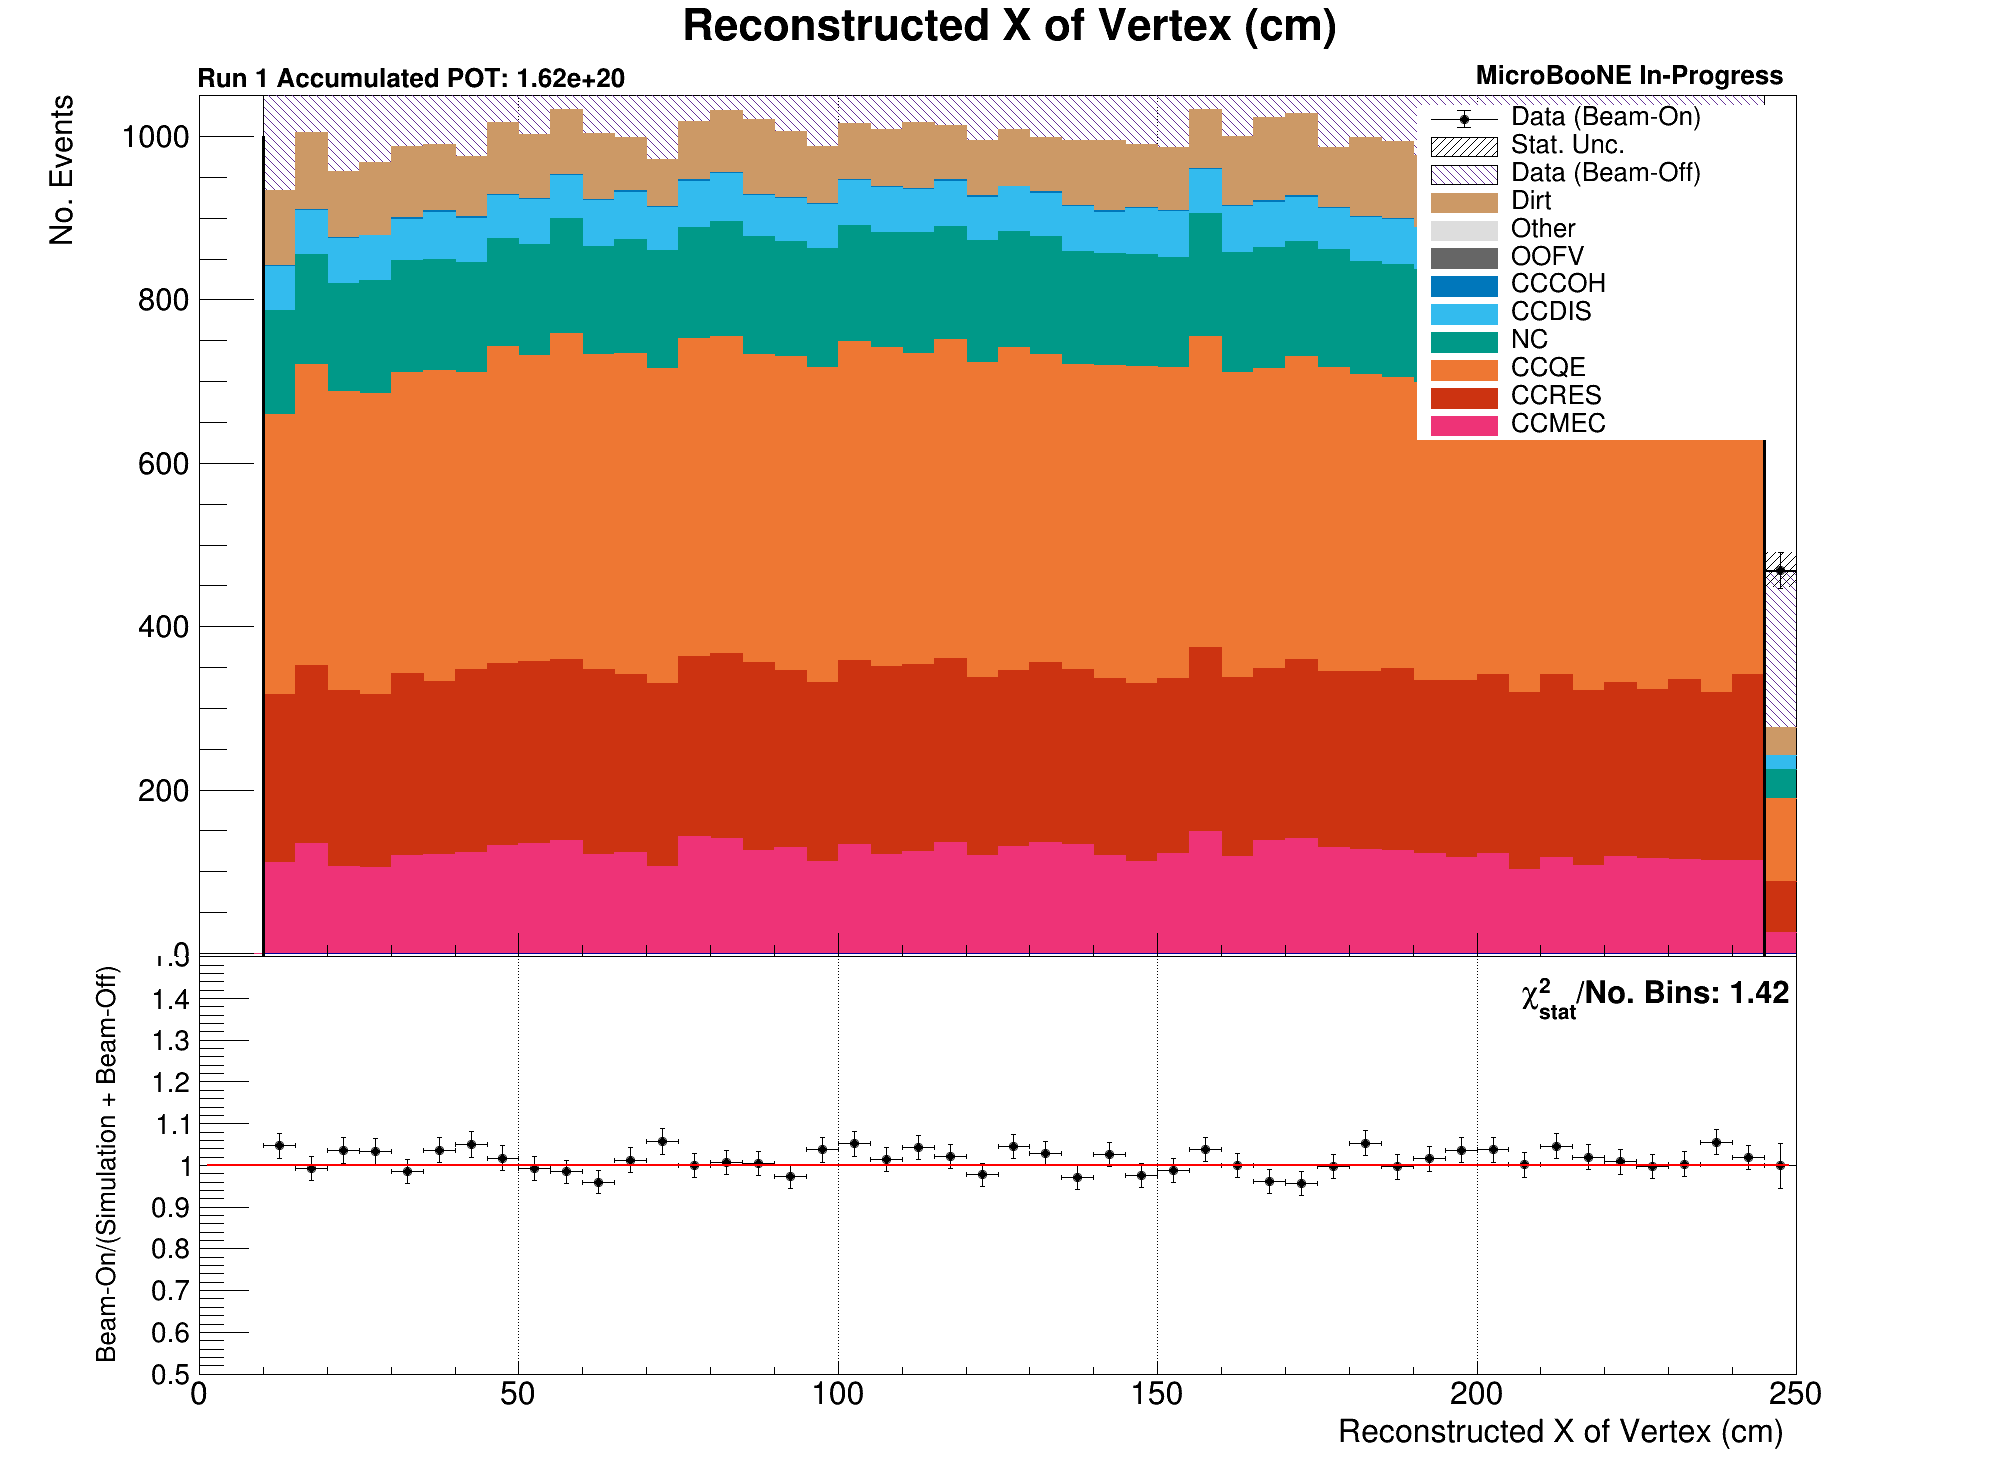 Reconstructed X of Vertex (cm)
Run 1 Accumulated POT: 1.62e+20
MicroBooNE In-Progress
No. Events
1000
800
600
400
200
0
Data (Beam-On)
Stat. Unc.
Data (Beam-Off)
Dirt
Other
OOFV
CCCOH
CCDIS
NC
CCQE
CCRES
CCMEC
Beam-On/(Simulation + Beam-Off)
1.5
1.4
1.3
1.2
1.1
1
0.9
0.8
0.7
0.6
0.5
χ²stat/No. Bins: 1.42
0 50 100 150 200 250
Reconstructed X of Vertex (cm)